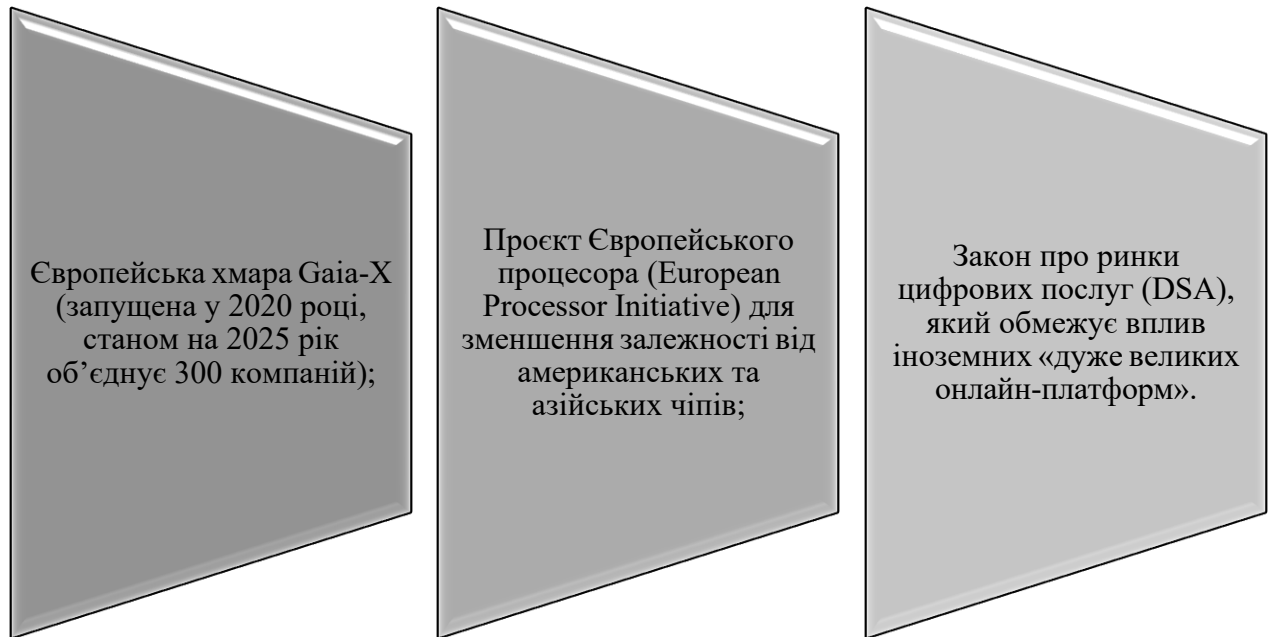 Європейська хмара Gaia-X
(запущена у 2020 році,
станом на 2025 рік
об’єднує 300 компаній);
Проєкт Європейського
процесора (European
Processor Initiative) для
зменшення залежності від
американських та
азійських чіпів;
Закон про ринки
цифрових послуг (DSA),
який обмежує вплив
іноземних «дуже великих
онлайн-платформ».